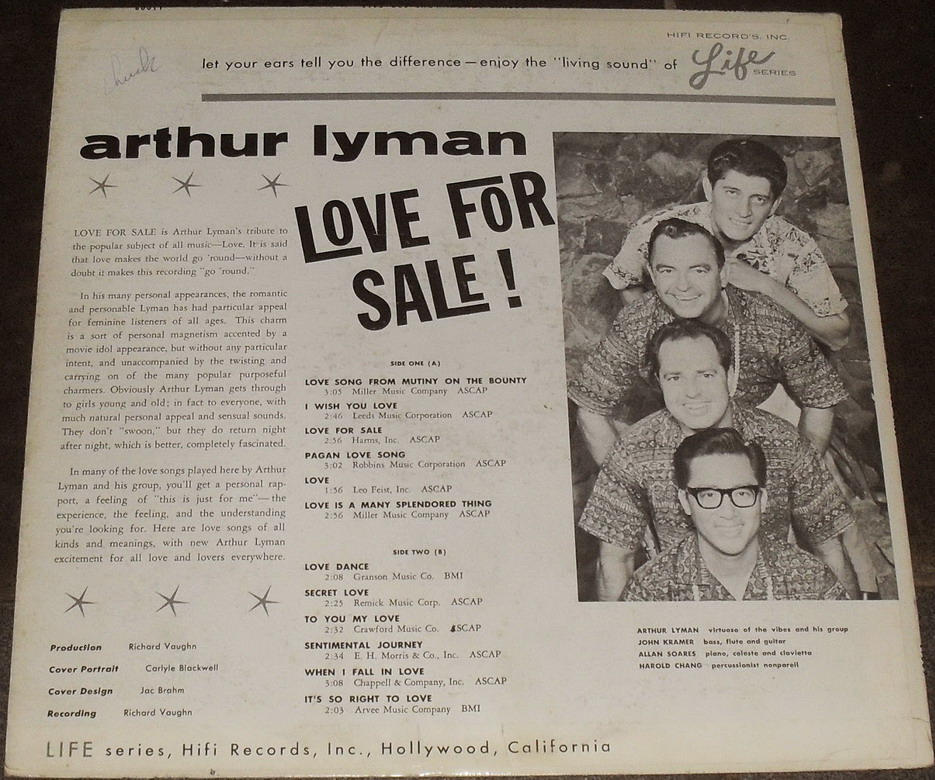 HIFI RECORD'S, INC.
let your ears tell you the difference — enjoy the "living sound" of Life SERIES
arthur lyman
LOVE FOR
SALE!
LOVE FOR SALE is Arthur Lyman's tribute to
the popular subject of all music—Love. It is said
that love makes the world go 'round—without a
doubt it makes this recording "go 'round."
In his many personal appearances, the romantic
and personable Lyman has had particular appeal
for feminine listeners of all ages. This charm
is a sort of personal magnetism accented by a
movie idol appearance, but without any particular
intent, and unaccompanied by the twisting and
carrying on of the many popular purposeful
charmers. Obviously Arthur Lyman gets through
to girls young and old; in fact to everyone, with
much natural personal appeal and sensual sounds.
They don't "swoon," but they do return night
after night, which is better, completely fascinated.
In many of the love songs played here by Arthur
Lyman and his group, you'll get a personal rap-
port, a feeling of "this is just for me"—the
experience, the feeling, and the understanding
you're looking for. Here are love songs of all
kinds and meanings, with new Arthur Lyman
excitement for all love and lovers everywhere.
Production Richard Vaughn
Cover Portrait Carlyle Blackwell
Cover Design Jac Brahm
Recording Richard Vaughn
SIDE ONE (A)
LOVE SONG FROM MUTINY ON THE BOUNTY
3:05 Miller Music Company ASCAP
I WISH YOU LOVE
2:46 Leeds Music Corporation ASCAP
LOVE FOR SALE
2:56 Harms, Inc. ASCAP
PAGAN LOVE SONG
3:02 Robbins Music Corporation ASCAP
LOVE
1:56 Leo Feist, Inc. ASCAP
LOVE IS A MANY SPLENDORED THING
2:56 Miller Music Company ASCAP
SIDE TWO (B)
LOVE DANCE
2:08 Granson Music Co. BMI
SECRET LOVE
2:25 Remick Music Corp. ASCAP
TO YOU MY LOVE
2:32 Crawford Music Co. ASCAP
SENTIMENTAL JOURNEY
2:34 E. H. Morris & Co., Inc. ASCAP
WHEN I FALL IN LOVE
3:08 Chappell & Company, Inc. ASCAP
IT'S SO RIGHT TO LOVE
2:03 Arvee Music Company BMI
ARTHUR LYMAN virtuoso of the vibes and his group
JOHN KRAMER bass, flute and guitar
ALLAN SOARES piano, celeste and clavietta
HAROLD CHANG percussionist nonpareil
LIFE series, Hifi Records, Inc., Hollywood, California